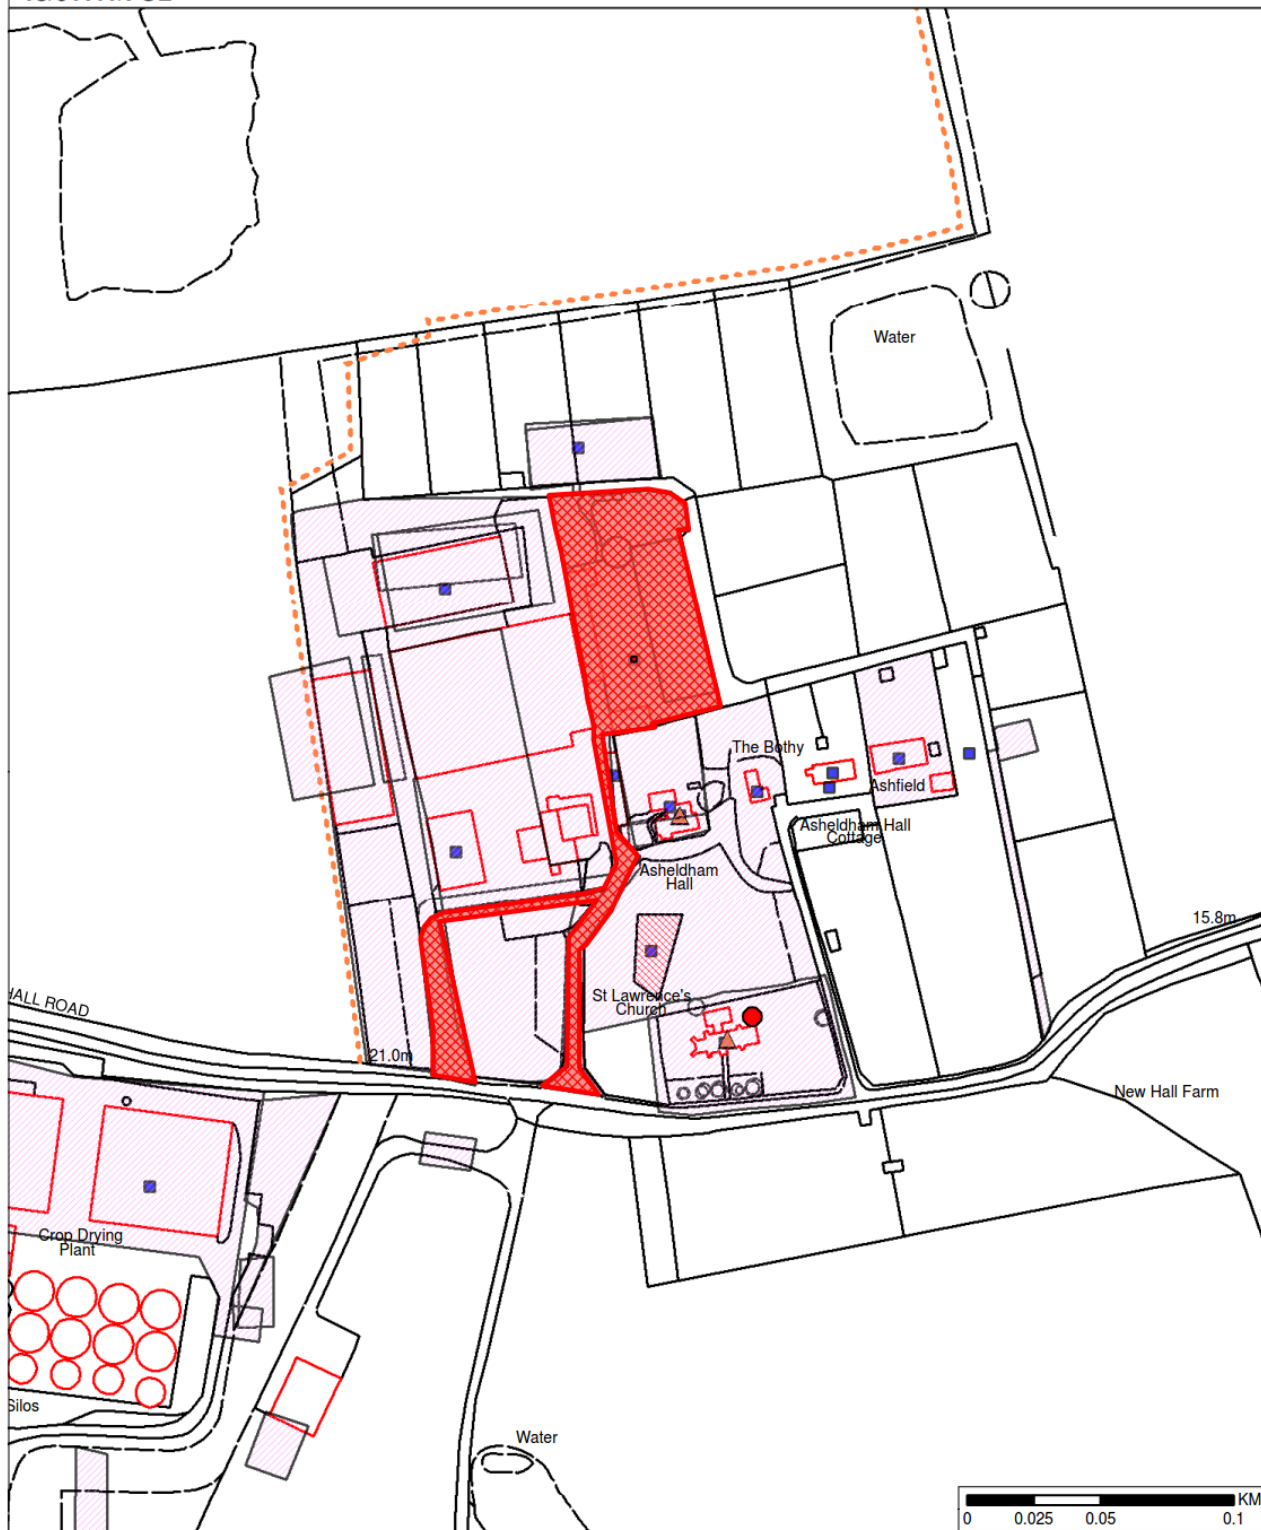 Water
The Bothy
Ashfield
Asheldham Hall
Cottage
Asheldham
Hall
15.8m
St Lawrence's
Church
HALL ROAD
21.0m
New Hall Farm
Crop Drying
Plant
Silos
Water
KM
0 0.025 0.05 0.1